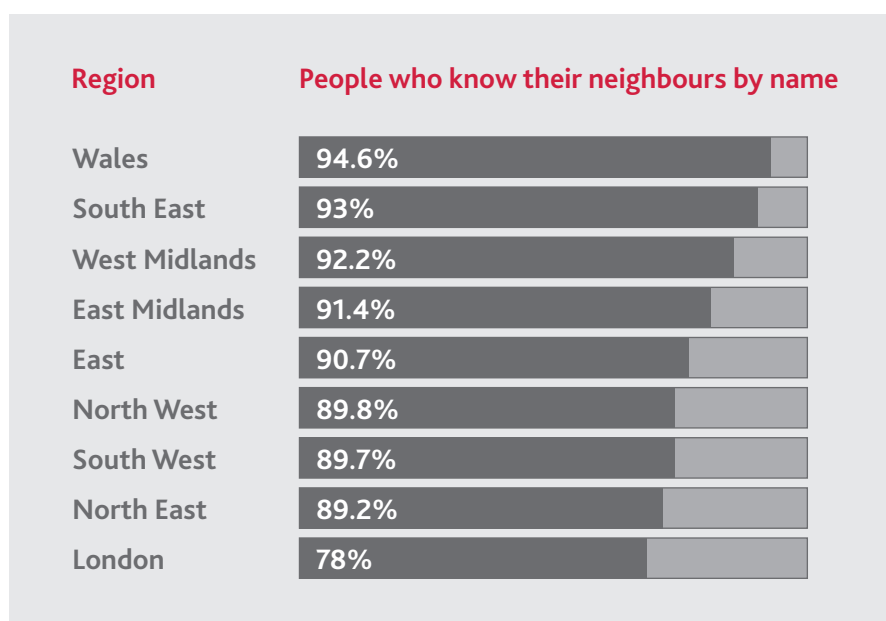 Region People who know their neighbours by name
Wales 94.6%
South East 93%
West Midlands 92.2%
East Midlands 91.4%
East 90.7%
North West 89.8%
South West 89.7%
North East 89.2%
London 78%